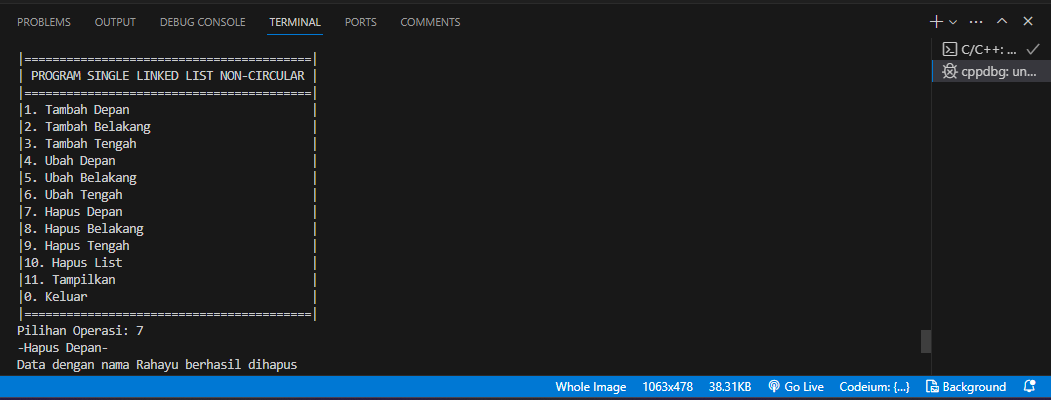 PROBLEMS OUTPUT DEBUG CONSOLE TERMINAL PORTS COMMENTS
|=========================================|
| PROGRAM SINGLE LINKED LIST NON-CIRCULAR |
|=========================================|
|1. Tambah Depan |
|2. Tambah Belakang |
|3. Tambah Tengah |
|4. Ubah Depan |
|5. Ubah Belakang |
|6. Ubah Tengah |
|7. Hapus Depan |
|8. Hapus Belakang |
|9. Hapus Tengah |
|10. Hapus List |
|11. Tampilkan |
|0. Keluar |
|=========================================|
Pilihan Operasi: 7
-Hapus Depan-
Data dengan nama Rahayu berhasil dihapus
C/C++: ...
cppdbg: un...
Whole Image 1063x478 38.31KB Go Live Codeium: {...} Background